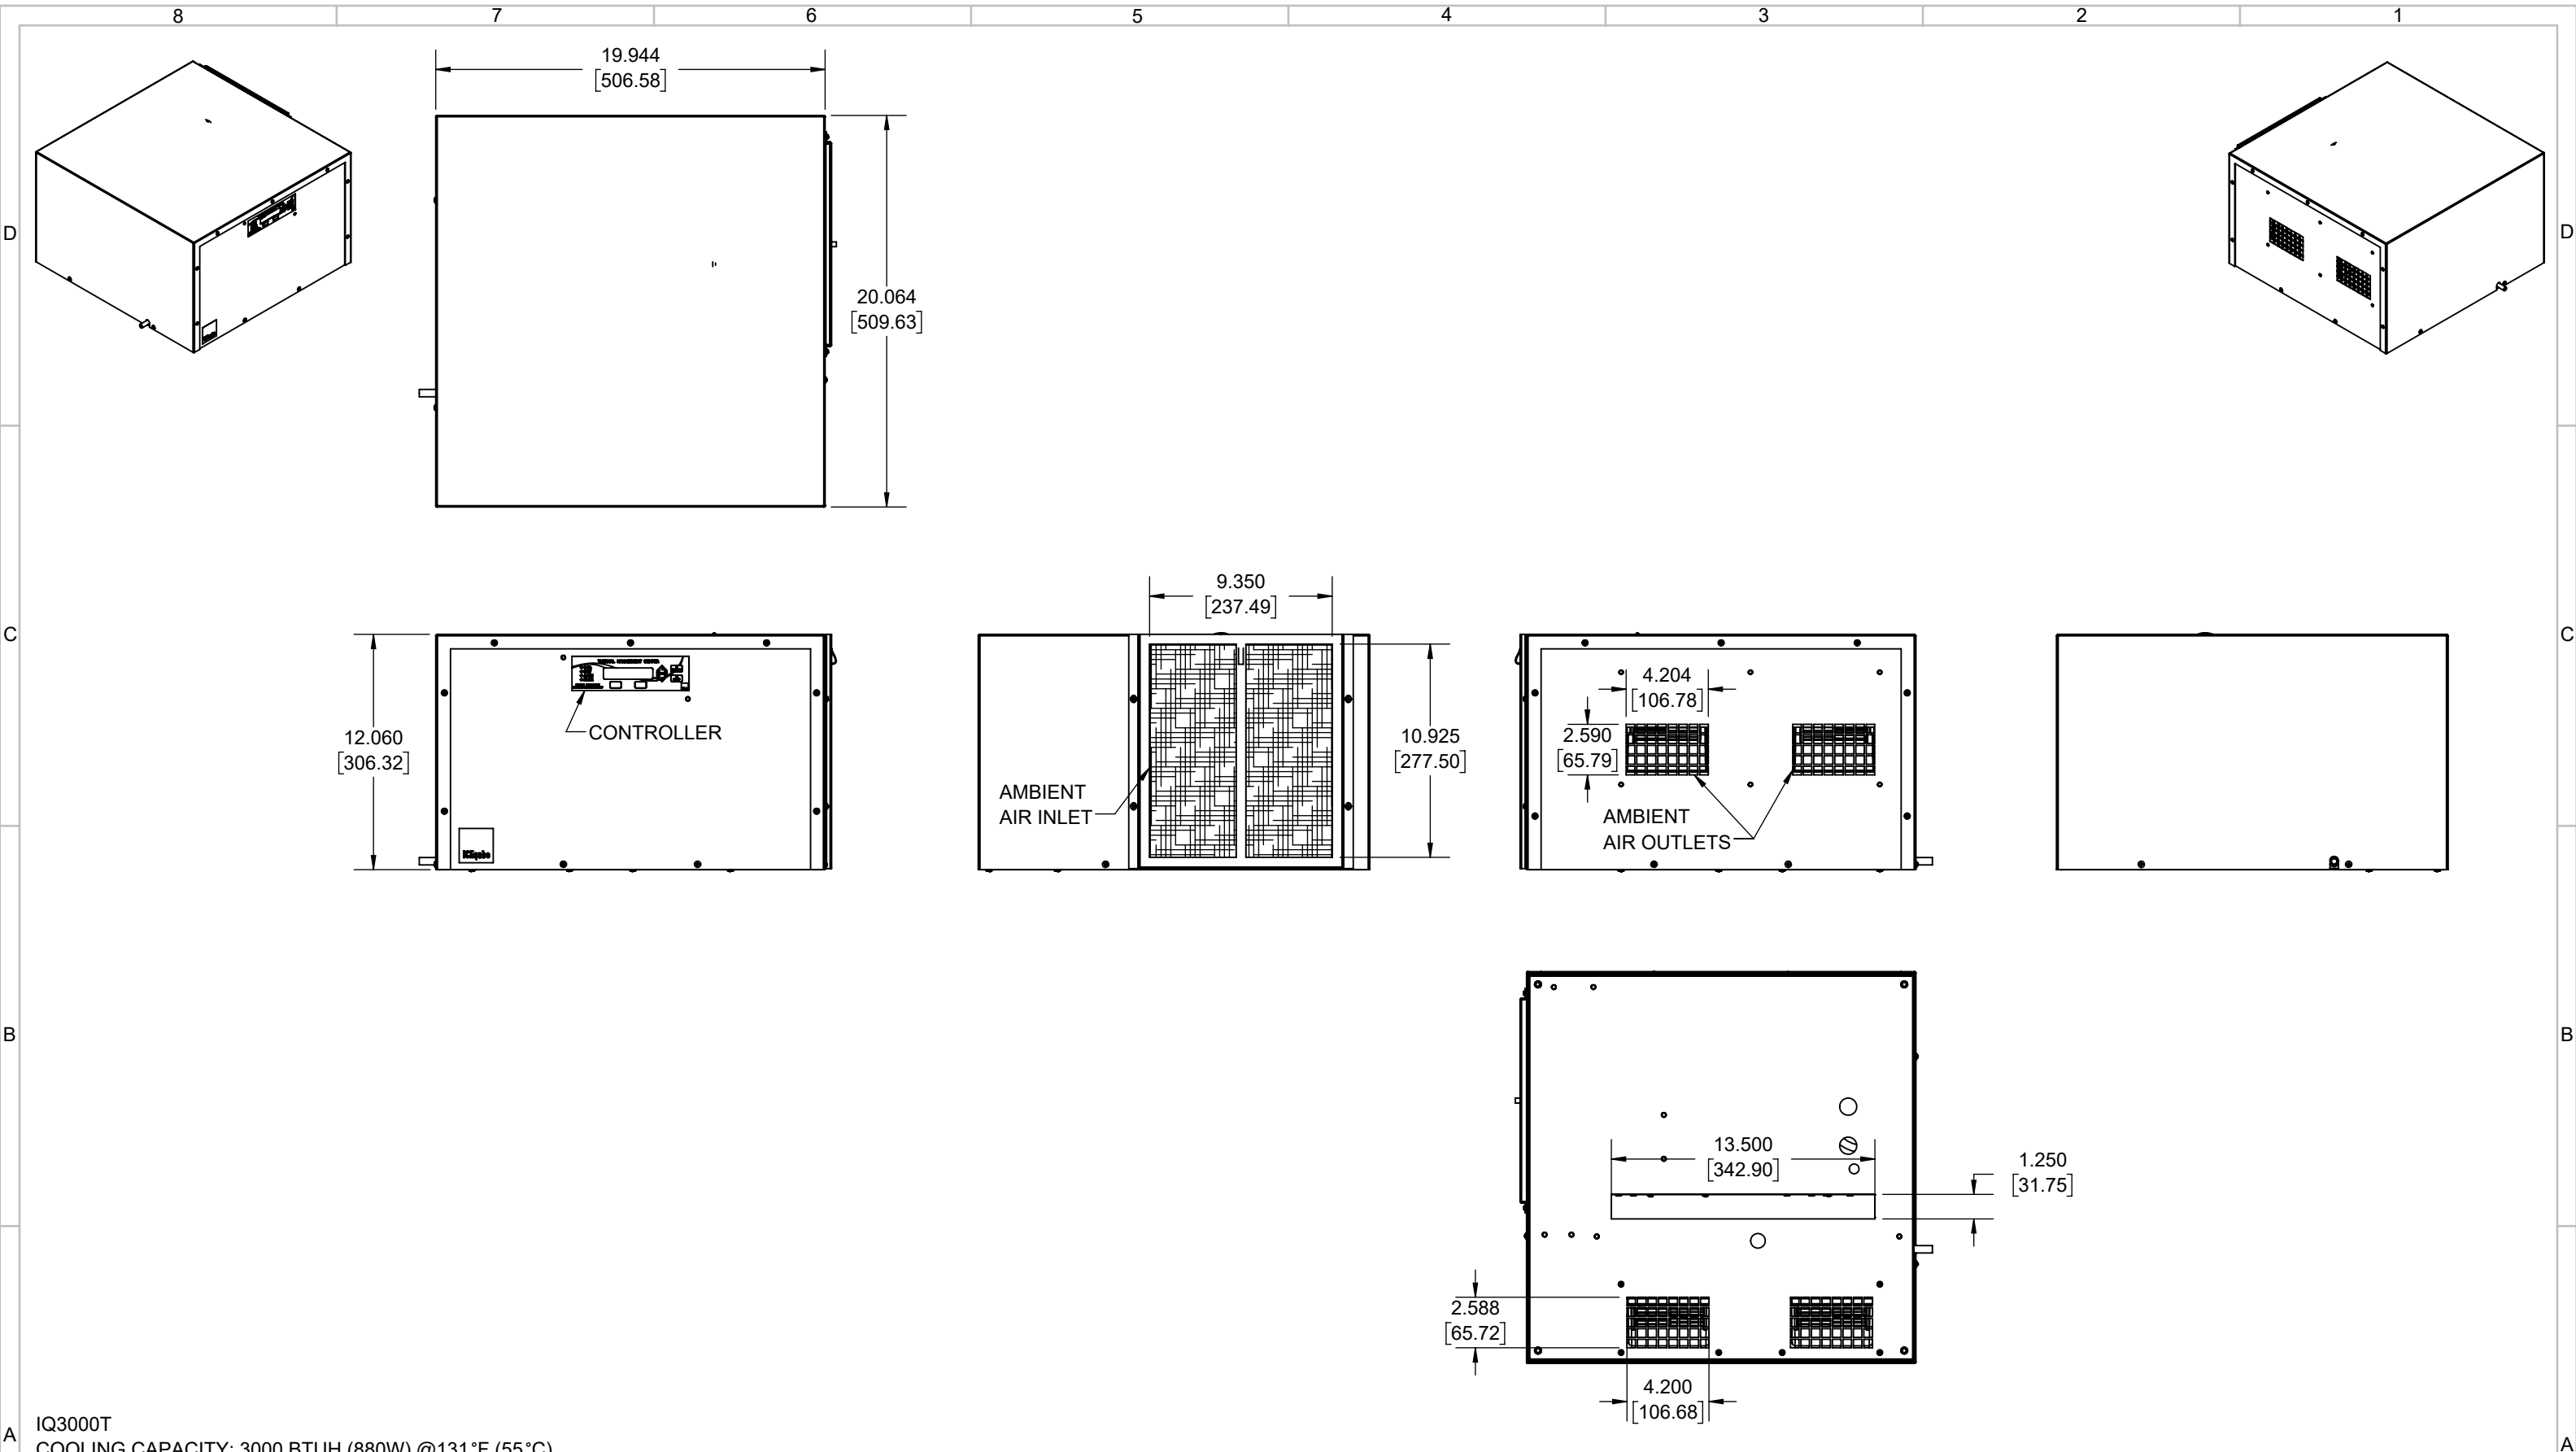 8 7 6 5 4 3 2 1
19.944
[506.58]
D
D
20.064
[509.63]
9.350
[237.49]
C
C
4.204
[106.78]
CONTROLLER
12.060
[306.32]
10.925
[277.50]
2.590
[65.79]
AMBIENT
AIR INLET
AMBIENT
AIR OUTLETS
B
B
13.500
[342.90]
1.250
[31.75]
2.588
[65.72]
4.200
[106.68]
IQ3000T
A
A
COOLING CAPACITY: 3000 BTUH (880W) @131°F (55°C)